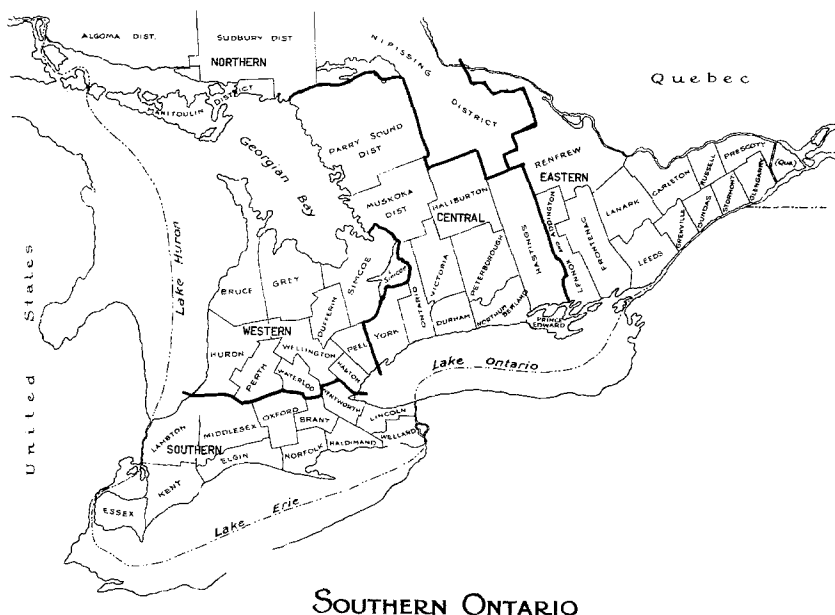 ALGOMA DIST.
SUDBURY DIST
NORTHERN
NIPISSING
DISTRICT
Quebec
MANITOULIN DISTRICT
PARRY SOUND
DIST
Georgian Bay
RENFREW
EASTERN
PRESCOTT
(Que)
RUSSELL
GLENGARRY
STORMONT
CARLETON
DUNDAS
GRENVILLE
LANARK
LEEDS
MUSKOKA
DIST
HALIBURTON
CENTRAL
LENNOX AND ADDINGTON
FRONTENAC
HASTINGS
PETERBOROUGH
VICTORIA
ONTARIO
SIMCOE
L. SIMCOE
United States
Lake Huron
BRUCE
GREY
DUFFERIN
WESTERN
PEEL
YORK
DURHAM
NORTHUMBERLAND
PRINCE
EDWARD
HURON
PERTH
WELLINGTON
WATERLOO
HALTON
Lake Ontario
WENTWORTH
LINCOLN
WELLAND
LAMBTON
MIDDLESEX
OXFORD
BRANT
SOUTHERN
ELGIN
NORFOLK
HALDIMAND
KENT
ESSEX
Lake Erie
SOUTHERN ONTARIO